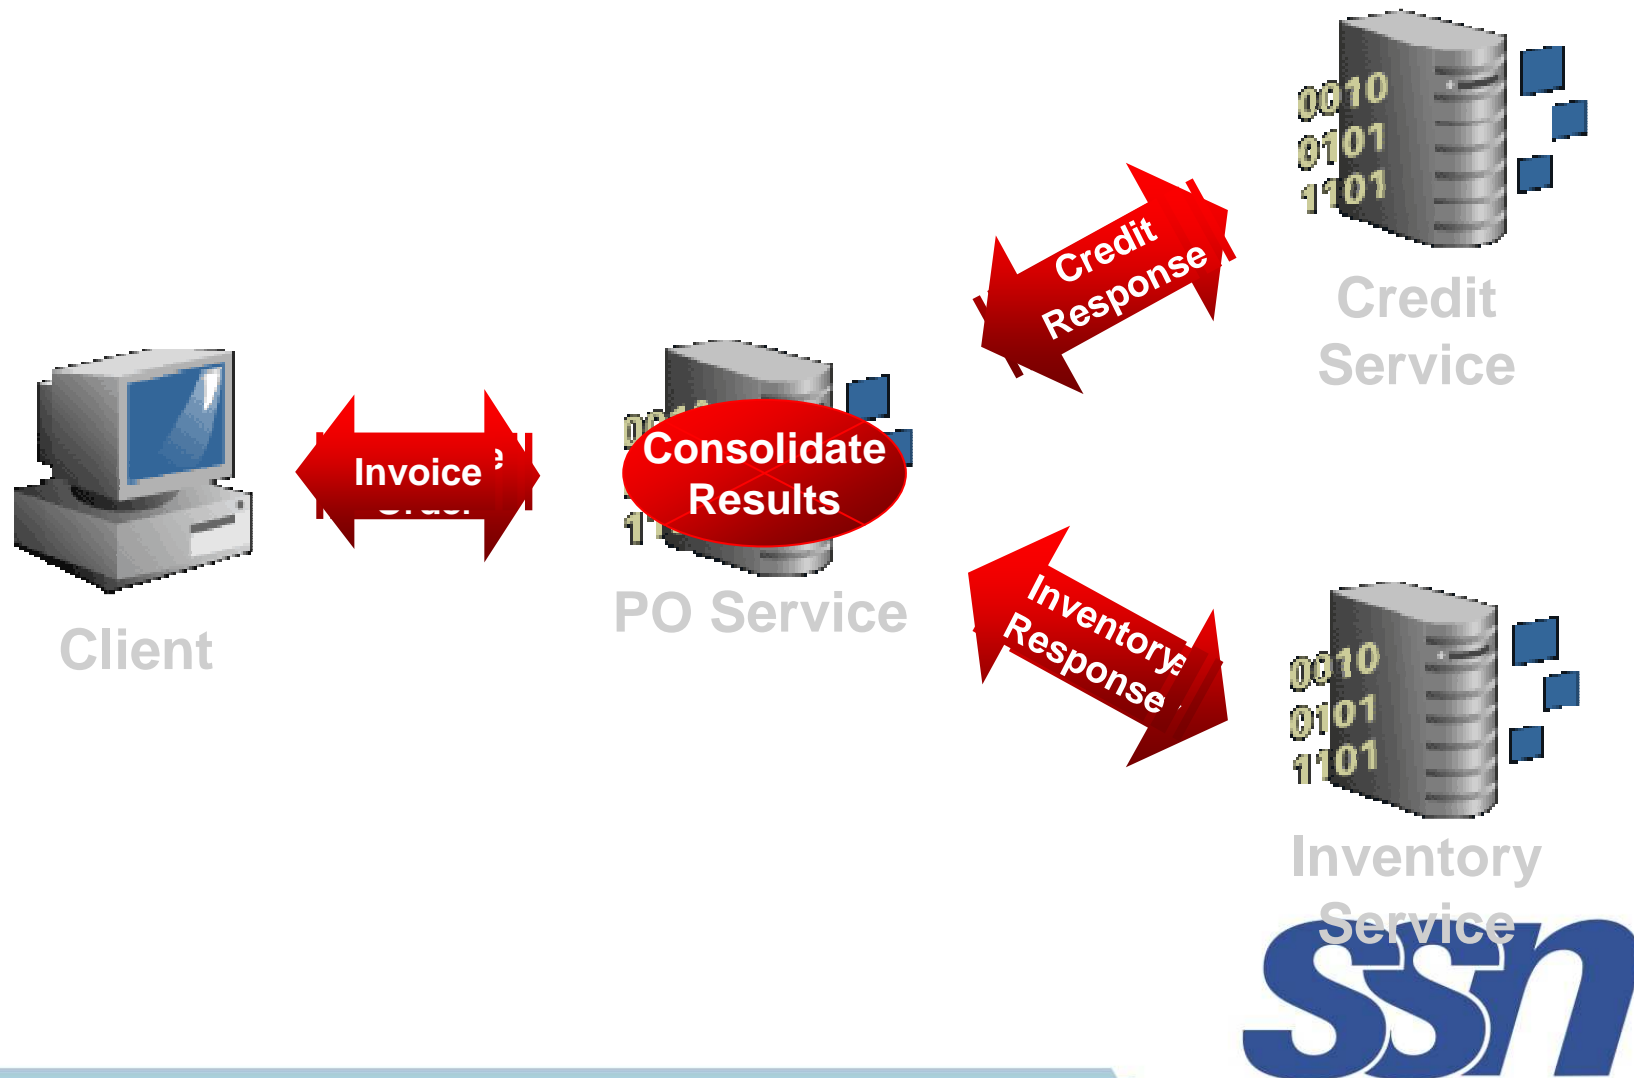 0010
0101
1101
Credit
Response
Credit
Service
Invoice
Consolidate
Results
PO Service
Client
Inventory
Response
0010
0101
1101
Inventory
Service
ssn